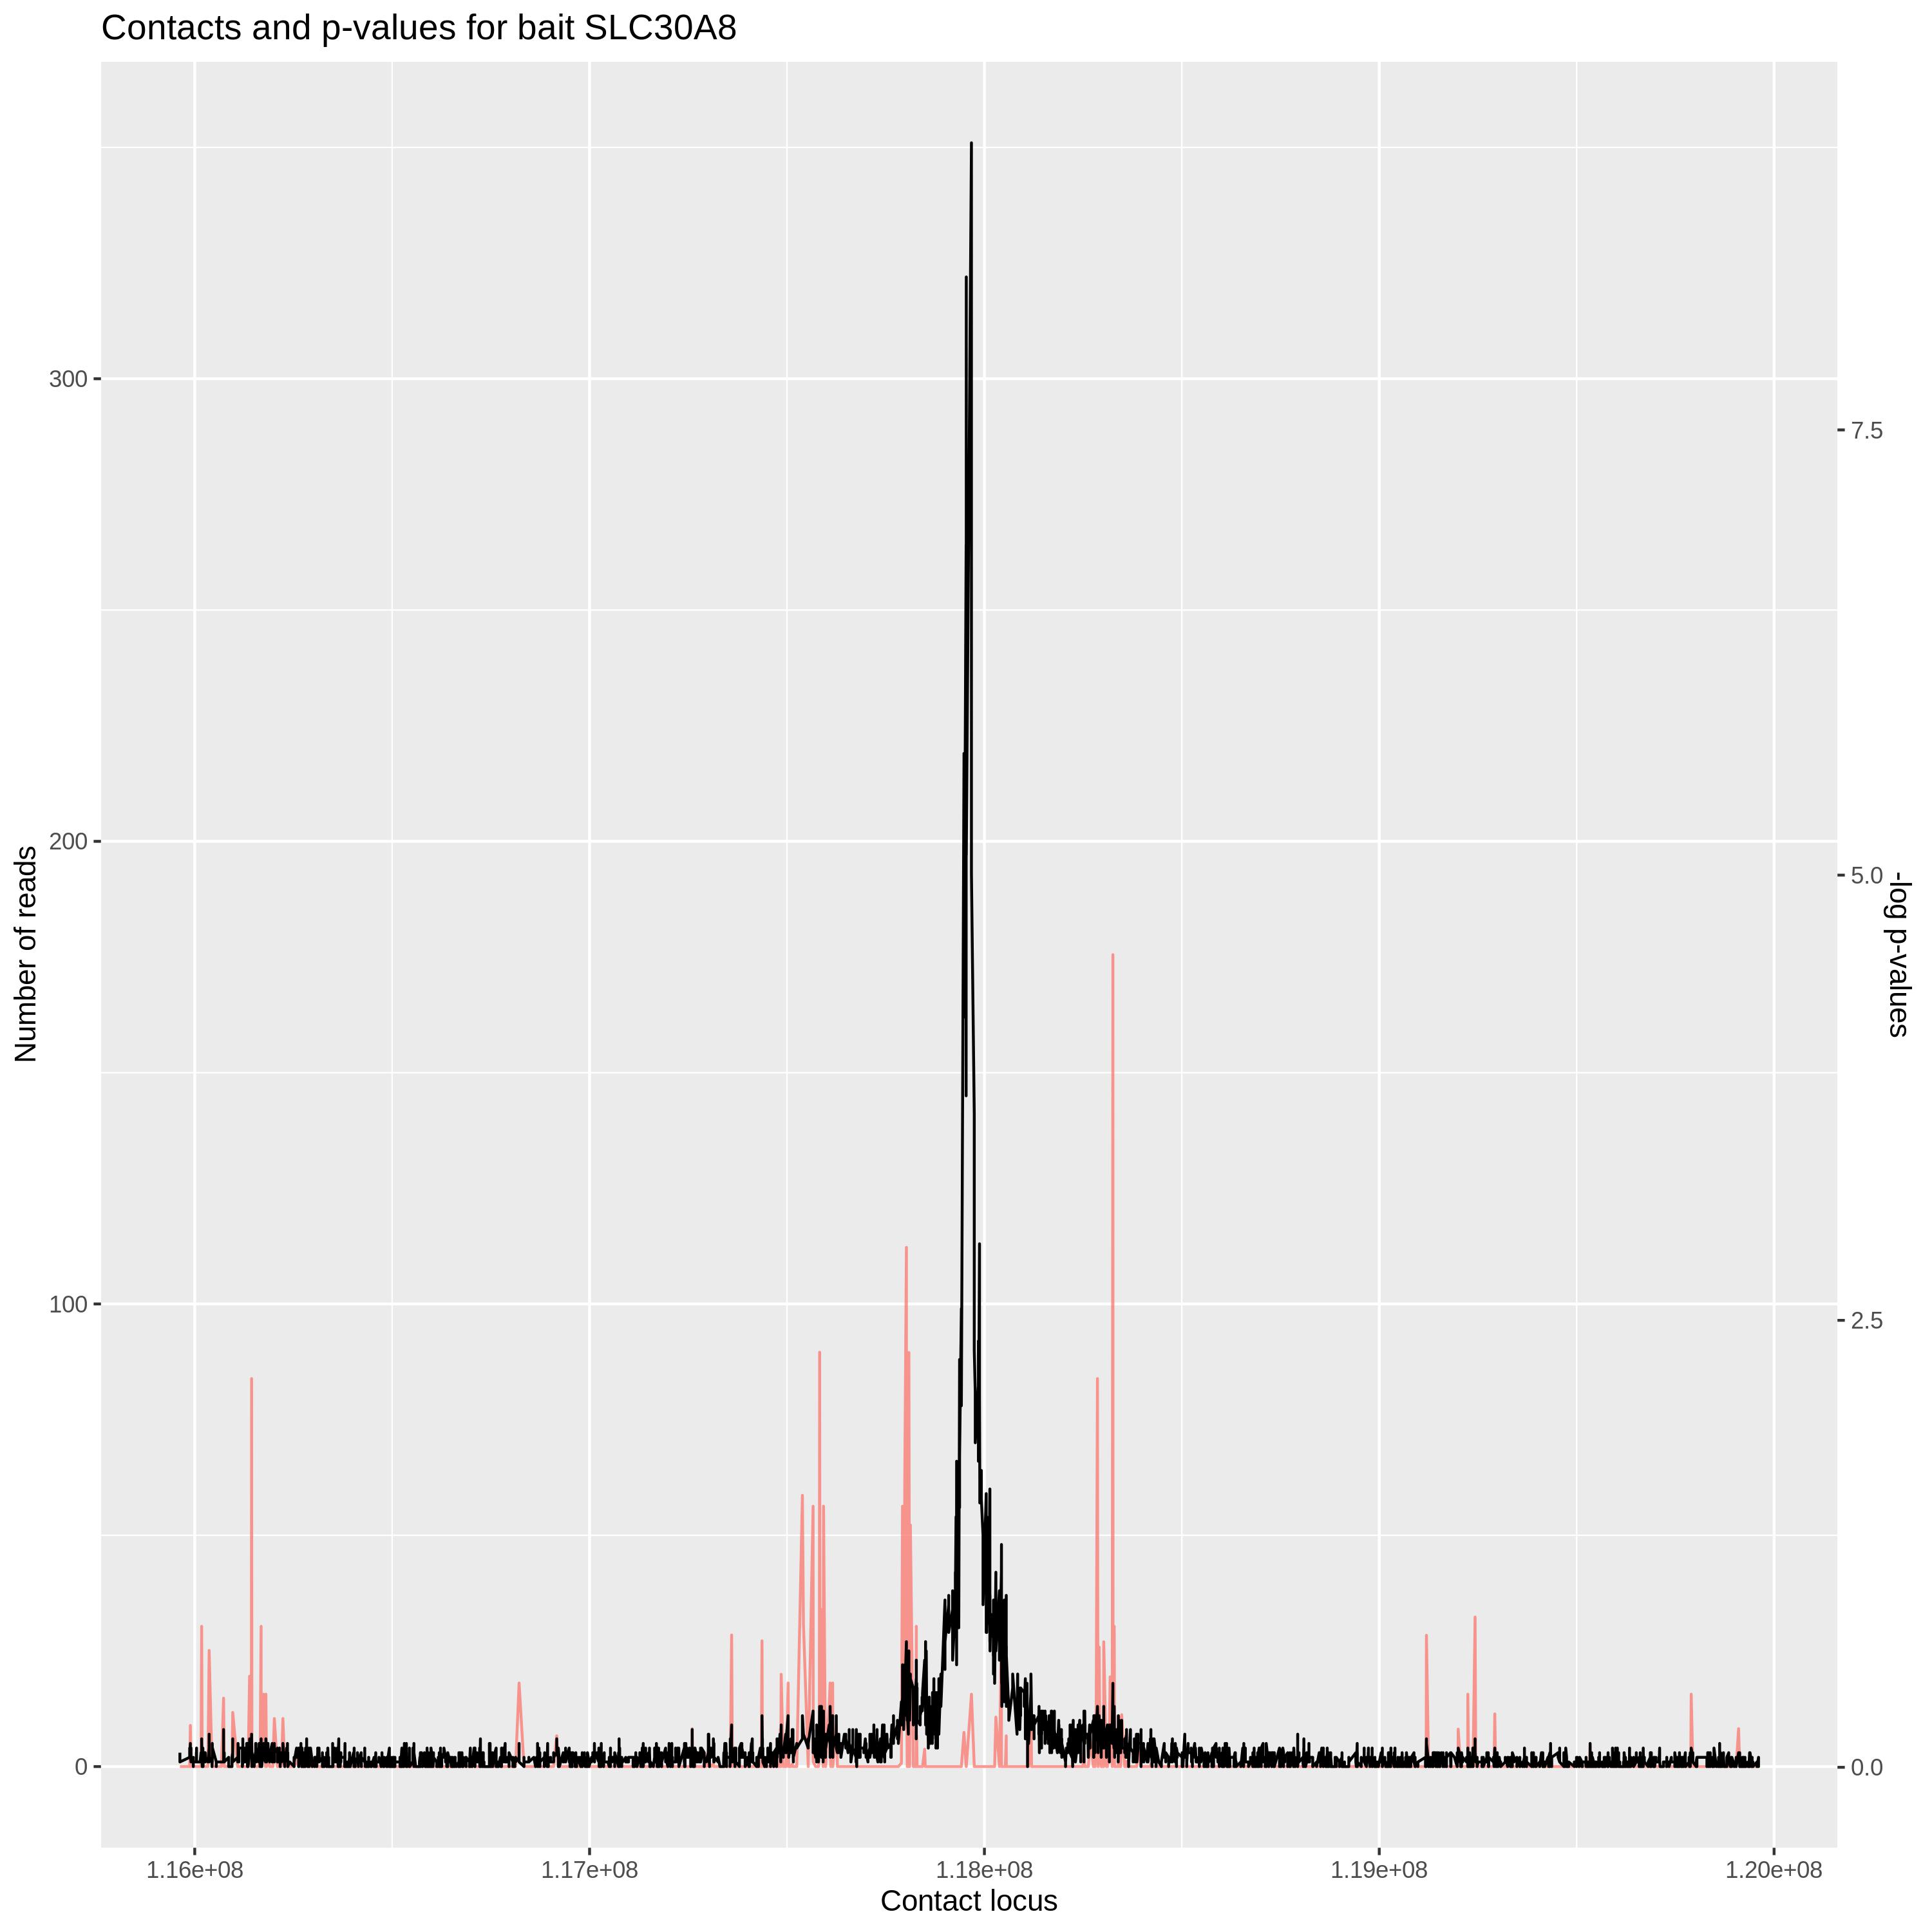 Contacts and p-values for bait SLC30A8
Number of reads
300
200
100
0
7.5
5.0
2.5
0.0
-log p-values
1.16e+08
1.17e+08
1.18e+08
1.19e+08
1.20e+08
Contact locus